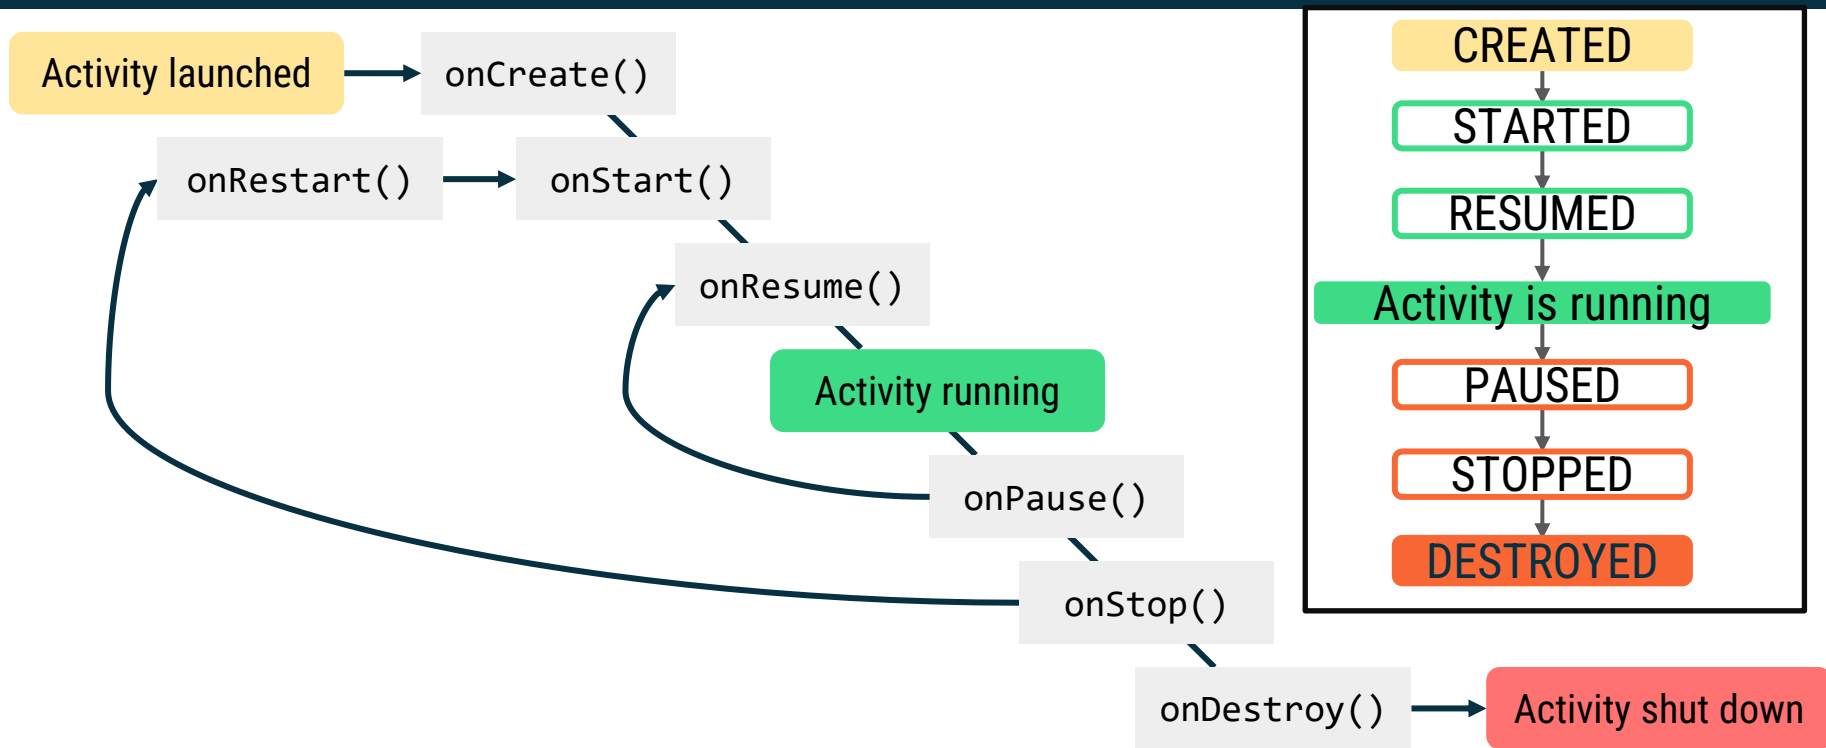 Activity launched
onCreate()
onRestart()
onStart()
onResume()
Activity running
onPause()
onStop()
onDestroy()
Activity shut down
CREATED
STARTED
RESUMED
Activity is running
PAUSED
STOPPED
DESTROYED